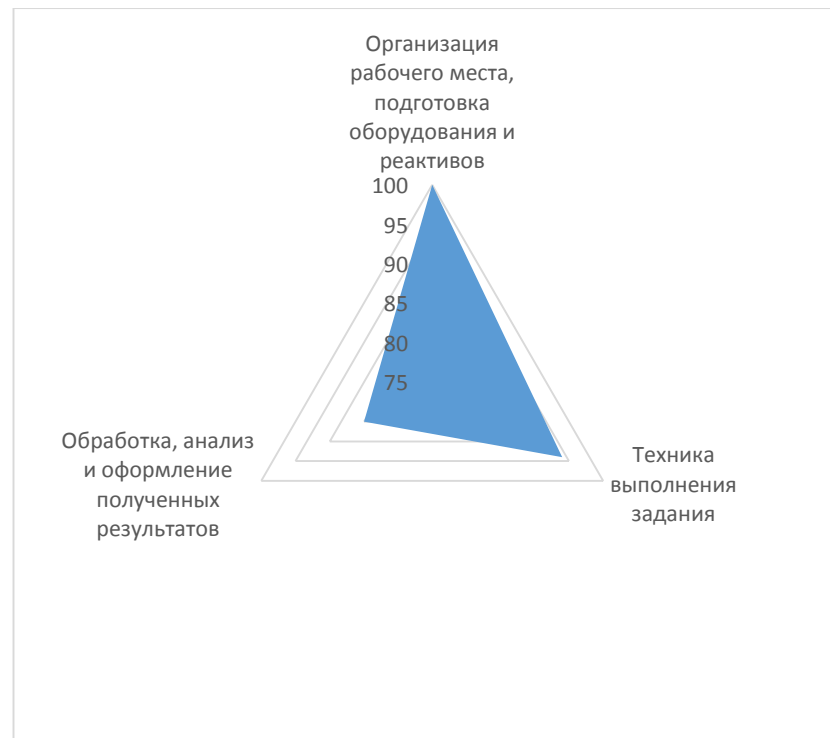 Организация
рабочего места,
подготовка
оборудования и
реактивов
100
95
90
85
80
75
Обработка, анализ
и оформление
полученных
результатов
Техника
выполнения
задания